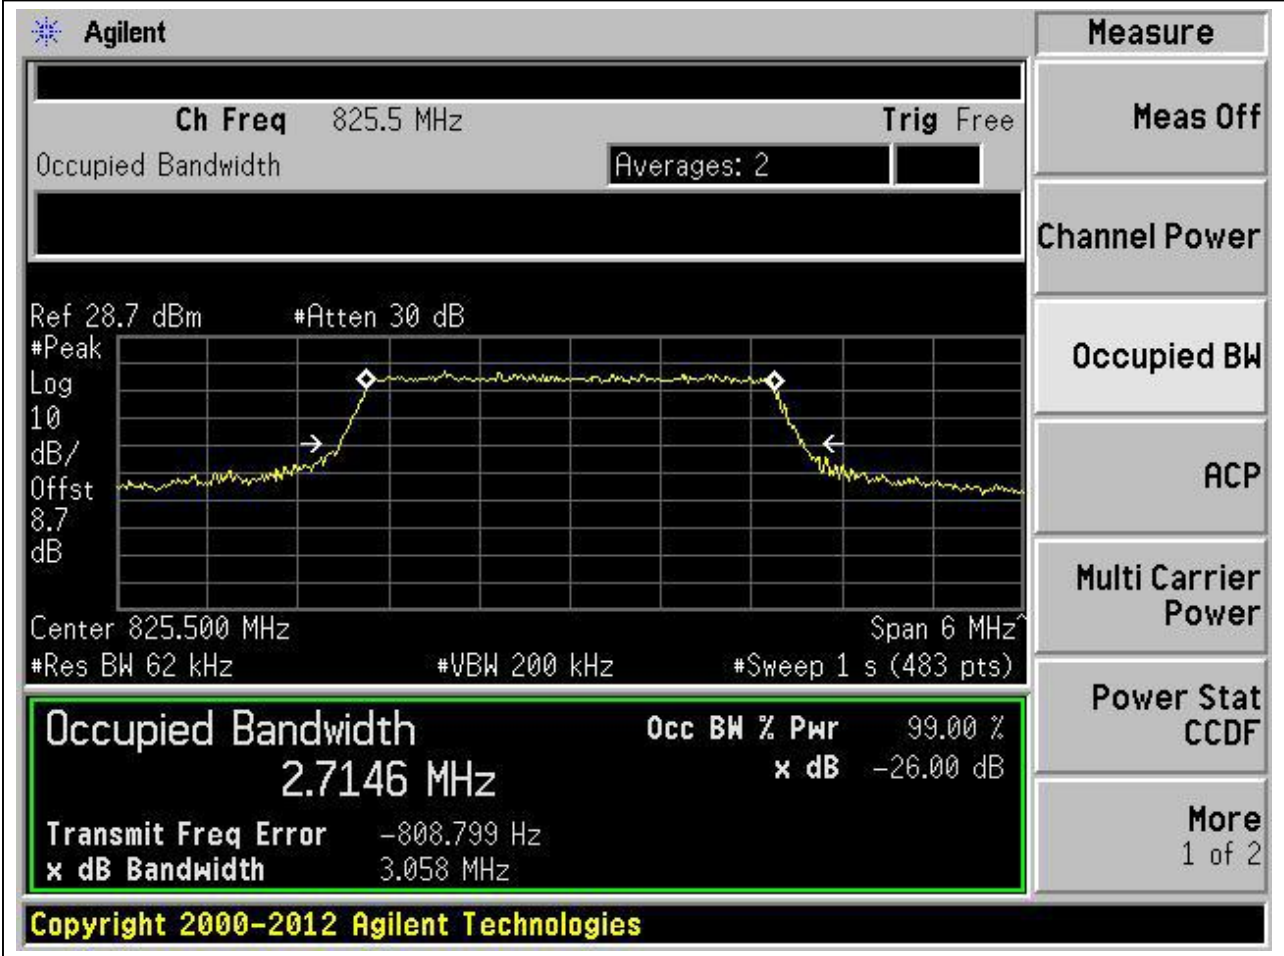 Agilent
Measure
Ch Freq 825.5 MHz Trig Free
Occupied Bandwidth Averages: 2
Meas Off
Channel Power
Occupied BW
ACP
Multi Carrier
Power
Power Stat
CCDF
More
1 of 2
Ref 28.7 dBm #Atten 30 dB
#Peak
Log
10
dB/
Offst
8.7
dB
Center 825.500 MHz Span 6 MHz^
#Res BW 62 kHz #VBW 200 kHz #Sweep 1 s (483 pts)
Occupied Bandwidth Occ BW % Pwr 99.00 %
2.7146 MHz x dB -26.00 dB
Transmit Freq Error -808.799 Hz
x dB Bandwidth 3.058 MHz
Copyright 2000-2012 Agilent Technologies